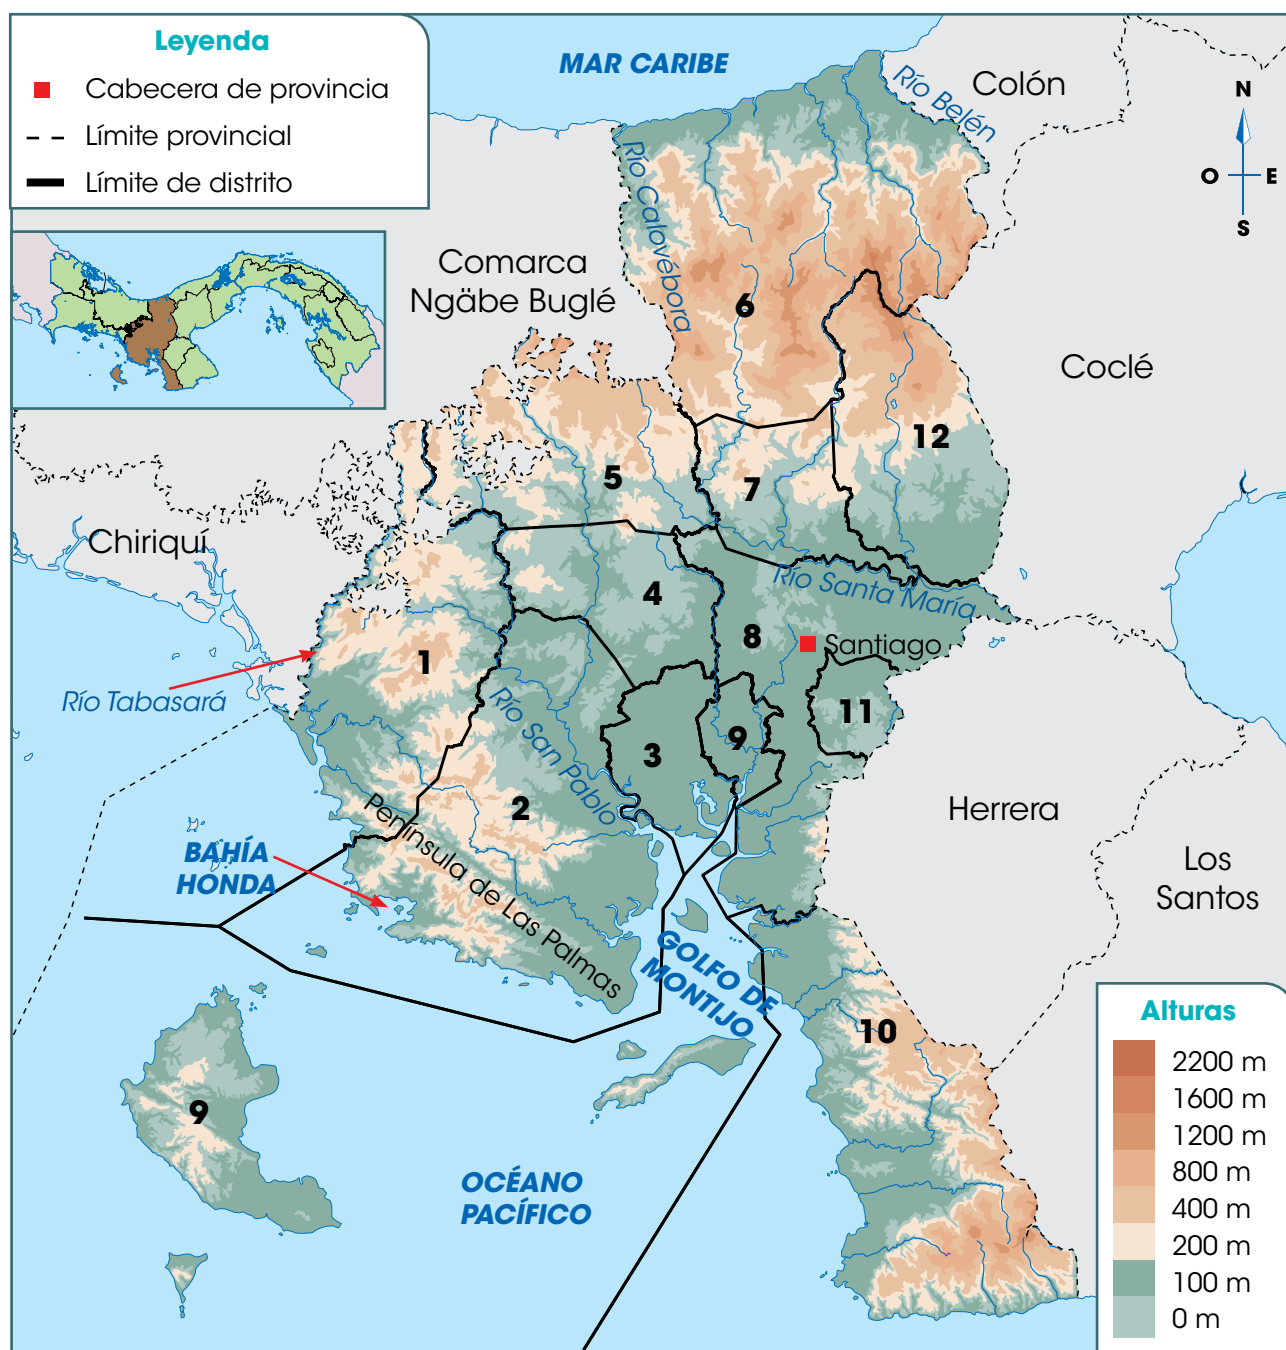 Leyenda
Cabecera de provincia
Límite provincial
Límite de distrito
MAR CARIBE
Río Belén
Colón
N
O
E
S
Río Calovébora
Comarca
Ngäbe Buglé
6
Coclé
12
5
7
Chiriquí
Río Santa María
4
8
Santiago
1
Río Tabasará
Río San Pablo
11
3
9
2
Herrera
Península de Las Palmas
BAHÍA
HONDA
Los
Santos
GOLFO DE
MONTIJO
10
9
OCÉANO
PACÍFICO
Alturas
2200 m
1600 m
1200 m
800 m
400 m
200 m
100 m
0 m